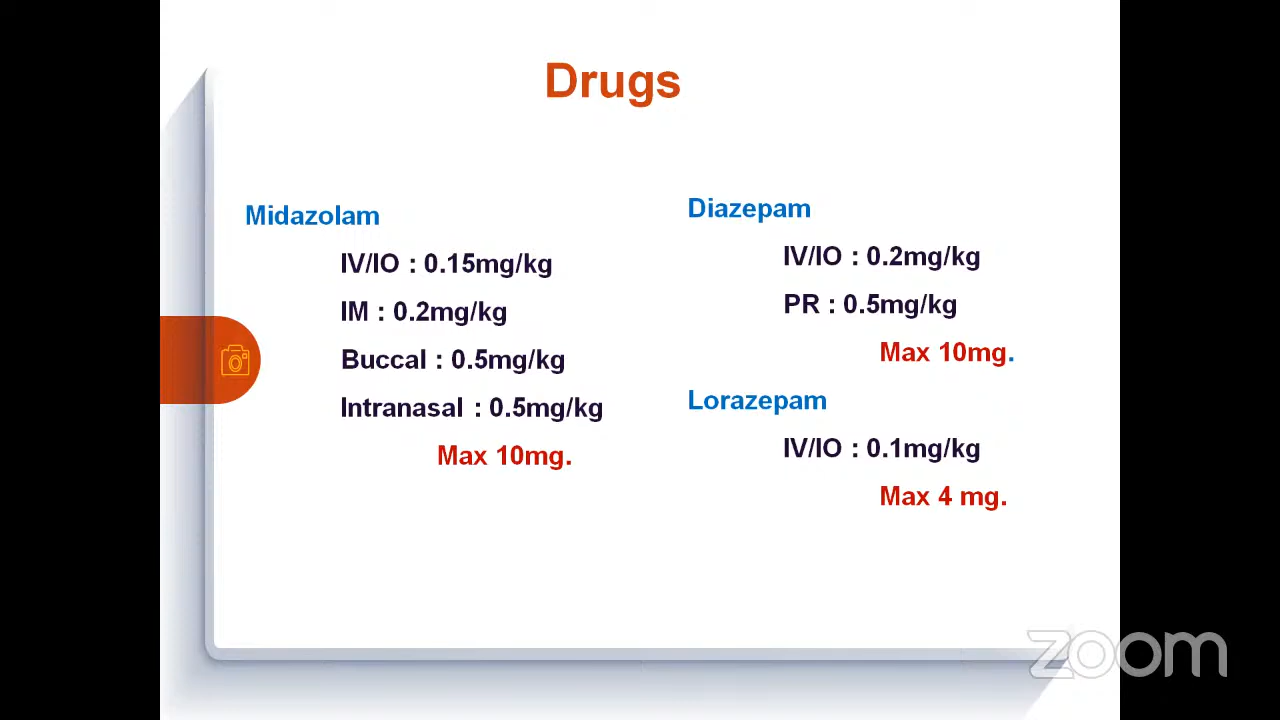 Drugs
Midazolam
IV/IO : 0.15mg/kg
IM : 0.2mg/kg
Buccal : 0.5mg/kg
Intranasal : 0.5mg/kg
Max 10mg.
Diazepam
IV/IO : 0.2mg/kg
PR : 0.5mg/kg
Max 10mg.
Lorazepam
IV/IO : 0.1mg/kg
Max 4 mg.
zoom